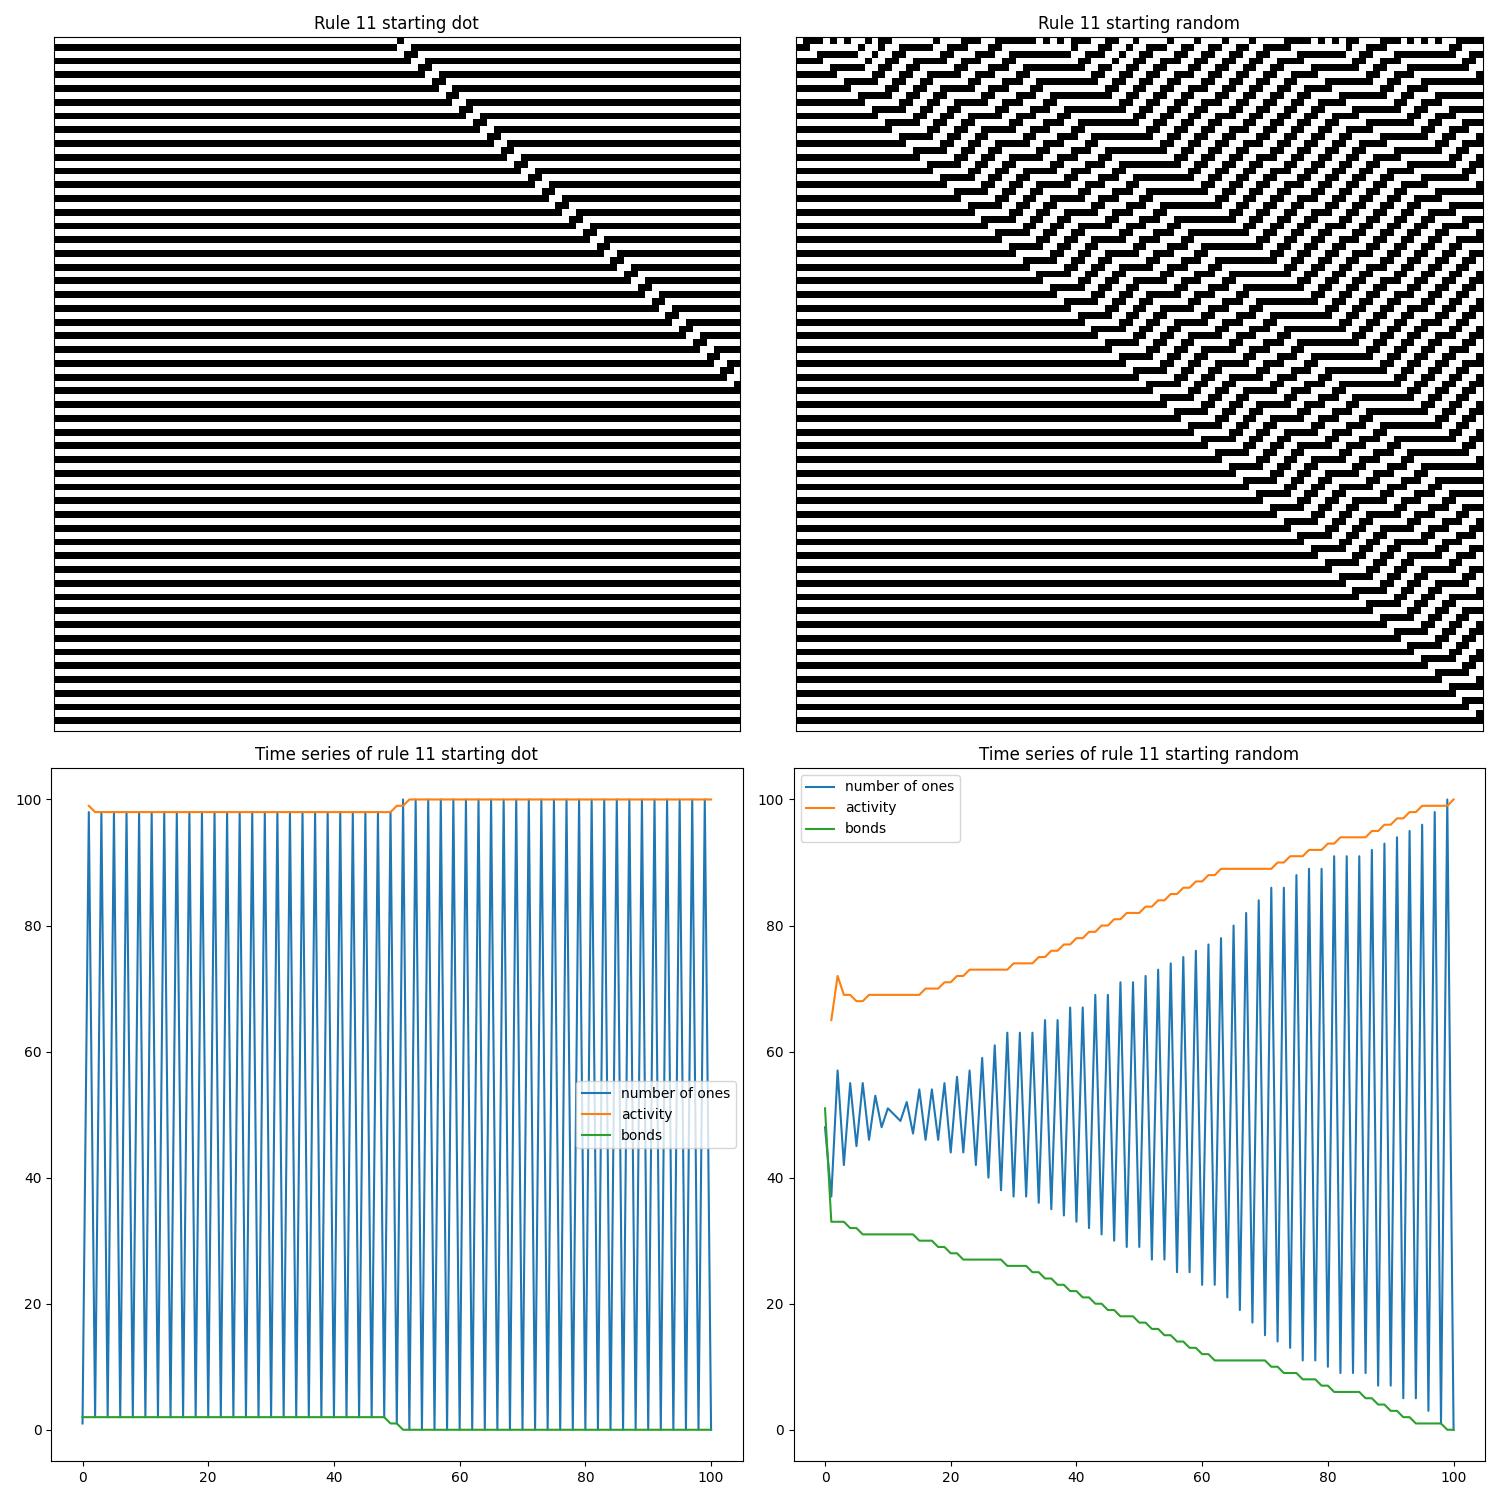 Rule 11 starting dot
Rule 11 starting random
Time series of rule 11 starting dot
100
80
60
40
20
0
number of ones
activity
bonds
0 20 40 60 80 100
Time series of rule 11 starting random
number of ones
activity
bonds
100
80
60
40
20
0
0 20 40 60 80 100